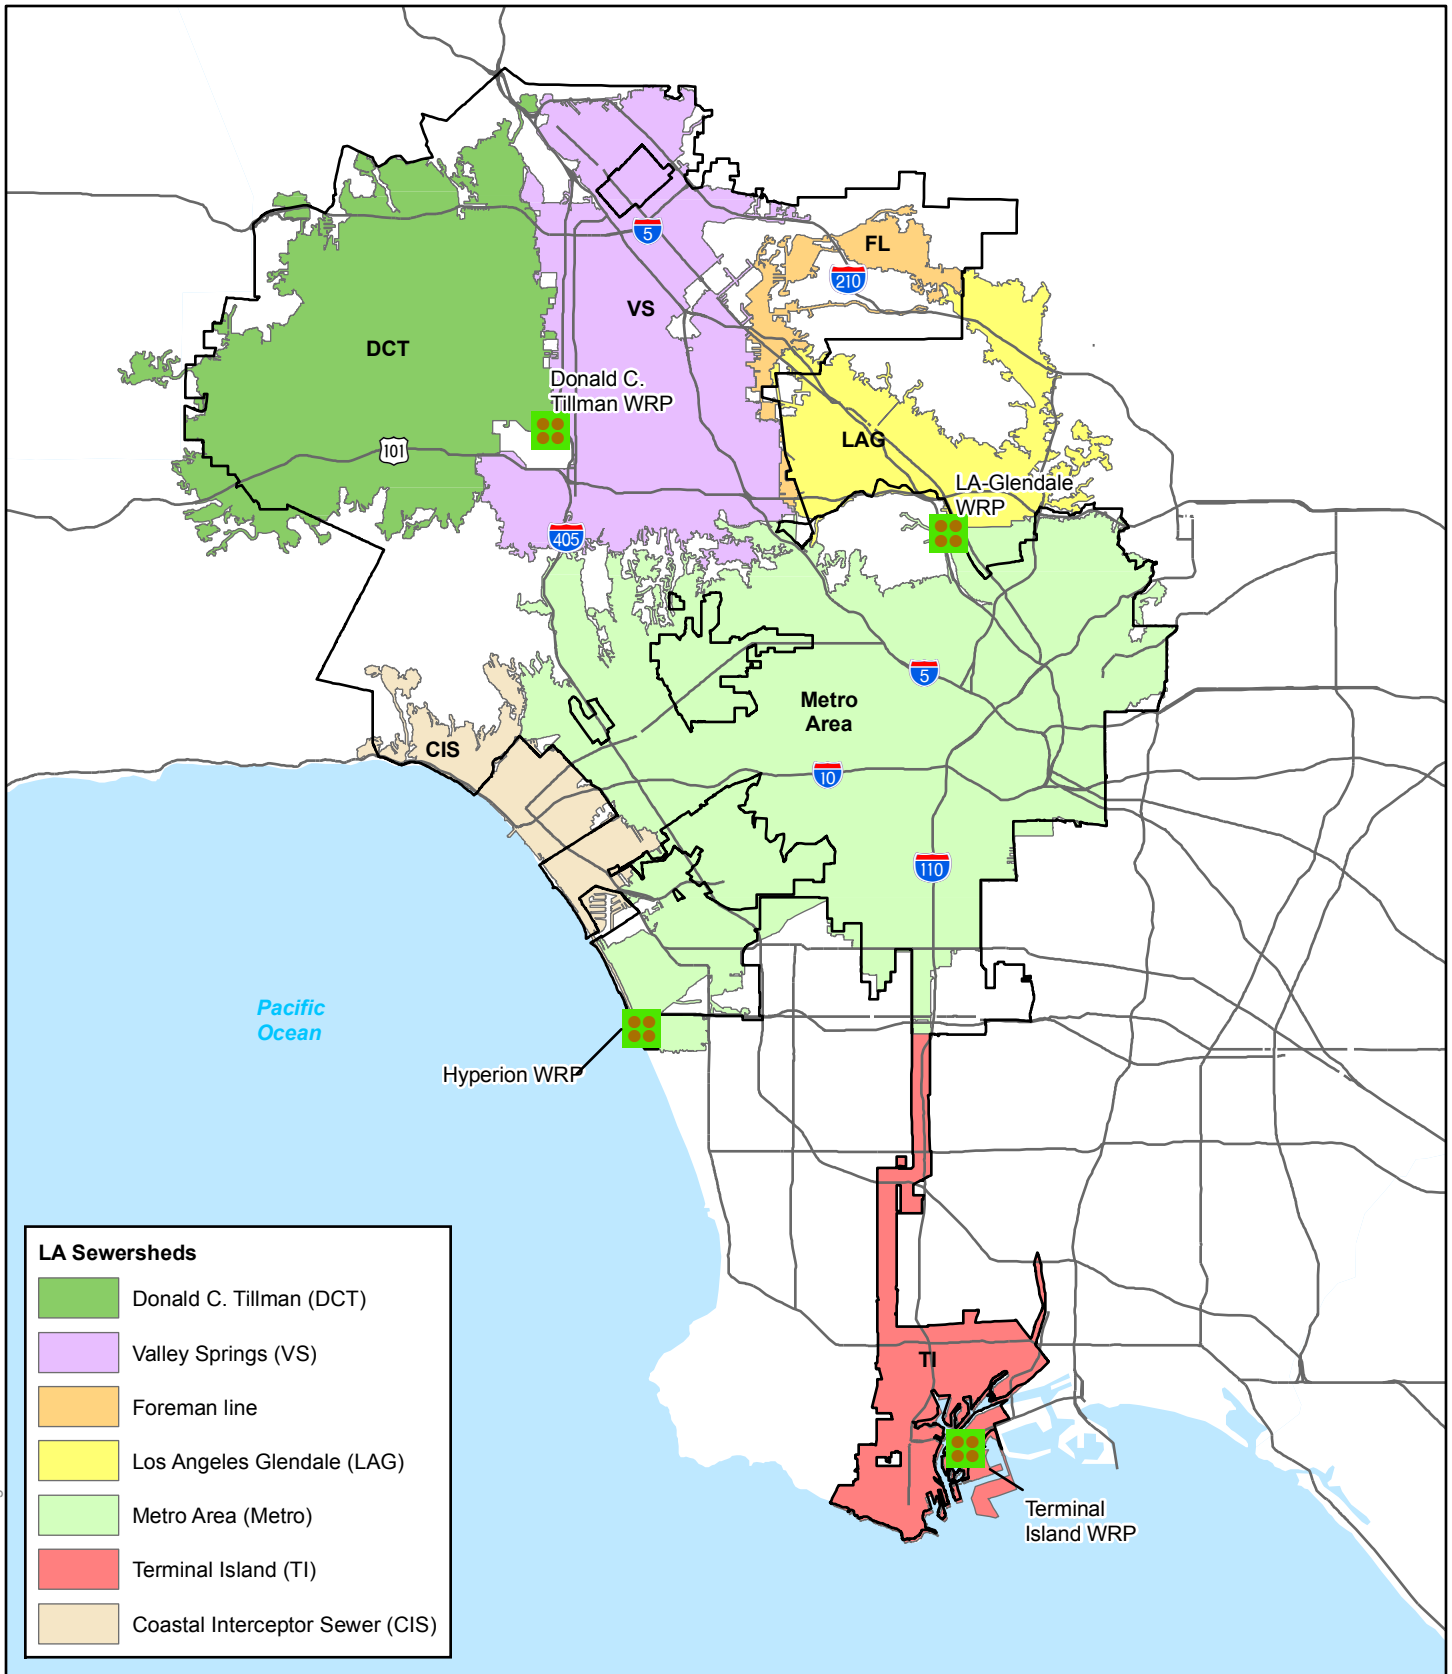 FL
5
210
VS
DCT
Donald C.
Tillman WRP
101
LAG
LA-Glendale
WRP
405
5
Metro
Area
CIS
10
110
Pacific
Ocean
Hyperion WRP
TI
Terminal
Island WRP
LA Sewersheds
Donald C. Tillman (DCT)
Valley Springs (VS)
Foreman line
Los Angeles Glendale (LAG)
Metro Area (Metro)
Terminal Island (TI)
Coastal Interceptor Sewer (CIS)